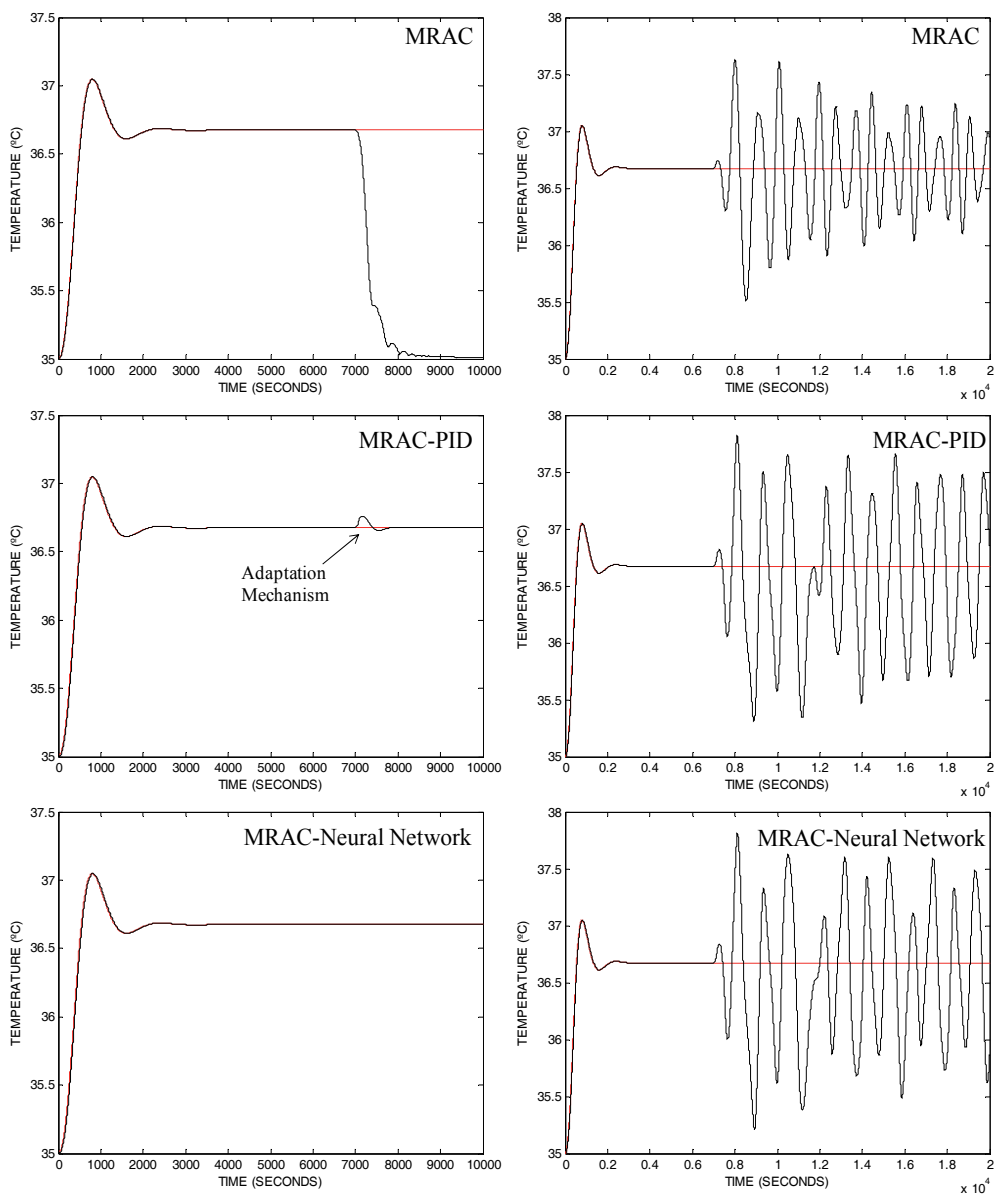 MRAC
37.5
37
36.5
36
35.5
35
TEMPERATURE (ºC)
0 1000 2000 3000 4000 5000 6000 7000 8000 9000 10000
TIME (SECONDS)
MRAC
38
37.5
37
36.5
36
35.5
35
TEMPERATURE (ºC)
0 0.2 0.4 0.6 0.8 1 1.2 1.4 1.6 1.8 2
TIME (SECONDS)
x 10⁴
MRAC-PID
37.5
37
36.5
36
35.5
35
TEMPERATURE (ºC)
Adaptation
Mechanism
0 1000 2000 3000 4000 5000 6000 7000 8000 9000 10000
TIME (SECONDS)
MRAC-PID
38
37.5
37
36.5
36
35.5
35
TEMPERATURE (ºC)
0 0.2 0.4 0.6 0.8 1 1.2 1.4 1.6 1.8 2
TIME (SECONDS)
x 10⁴
MRAC-Neural Network
37.5
37
36.5
36
35.5
35
TEMPERATURE (ºC)
0 1000 2000 3000 4000 5000 6000 7000 8000 9000 10000
TIME (SECONDS)
MRAC-Neural Network
38
37.5
37
36.5
36
35.5
35
TEMPERATURE (ºC)
0 0.2 0.4 0.6 0.8 1 1.2 1.4 1.6 1.8 2
TIME (SECONDS)
x 10⁴